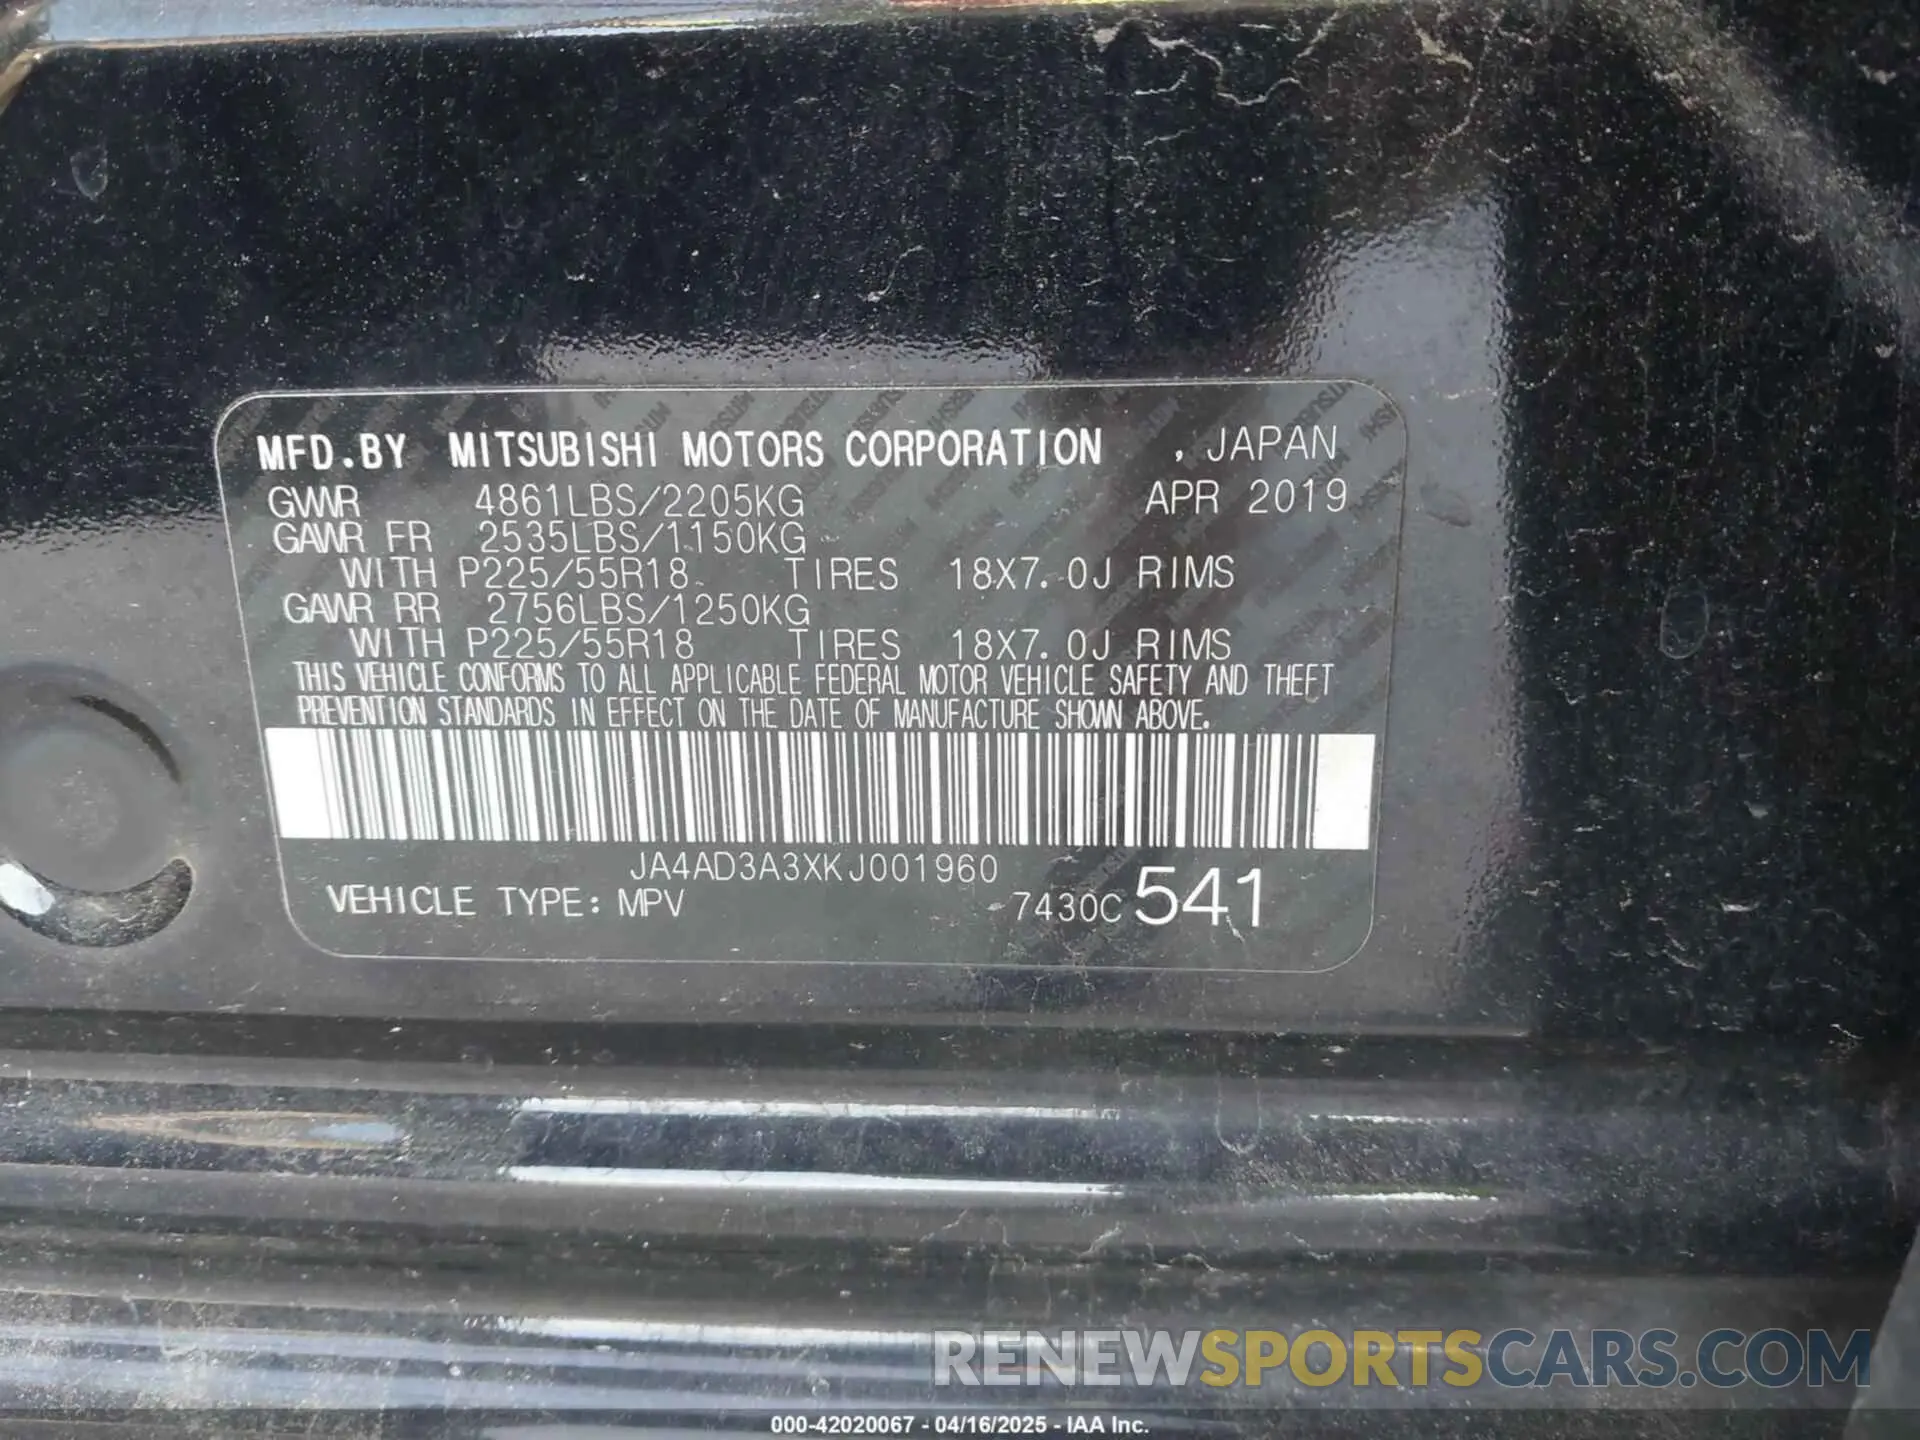 MFD.BY MITSUBISHI MOTORS CORPORATION , JAPAN
GVWR 4861LBS/2205KG APR 2019
GAWR FR 2535LBS/1150KG
WITH P225/55R18 TIRES 18X7.0J RIMS
GAWR RR 2756LBS/1250KG
WITH P225/55R18 TIRES 18X7.0J RIMS
THIS VEHICLE CONFORMS TO ALL APPLICABLE FEDERAL MOTOR VEHICLE SAFETY AND THEFT
PREVENTION STANDARDS IN EFFECT ON THE DATE OF MANUFACTURE SHOWN ABOVE.
JA4AD3A3XKJ001960
VEHICLE TYPE: MPV 7430C 541
RENEWSPORTSCARS.COM
000-42020067 - 04/16/2025 - IAA Inc.